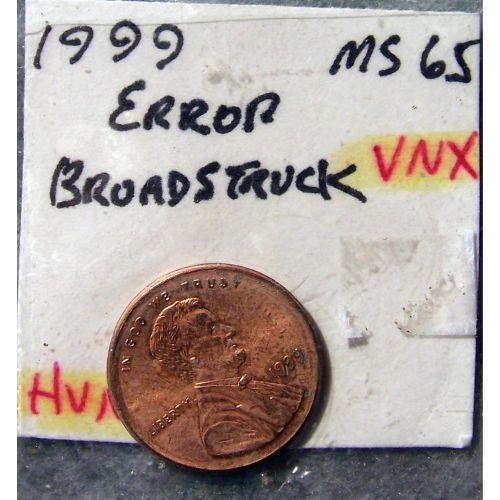 1999 MS 65
ERROR
BROADSTRUCK VNX
IN GOD WE TRUST
LIBERTY 1999